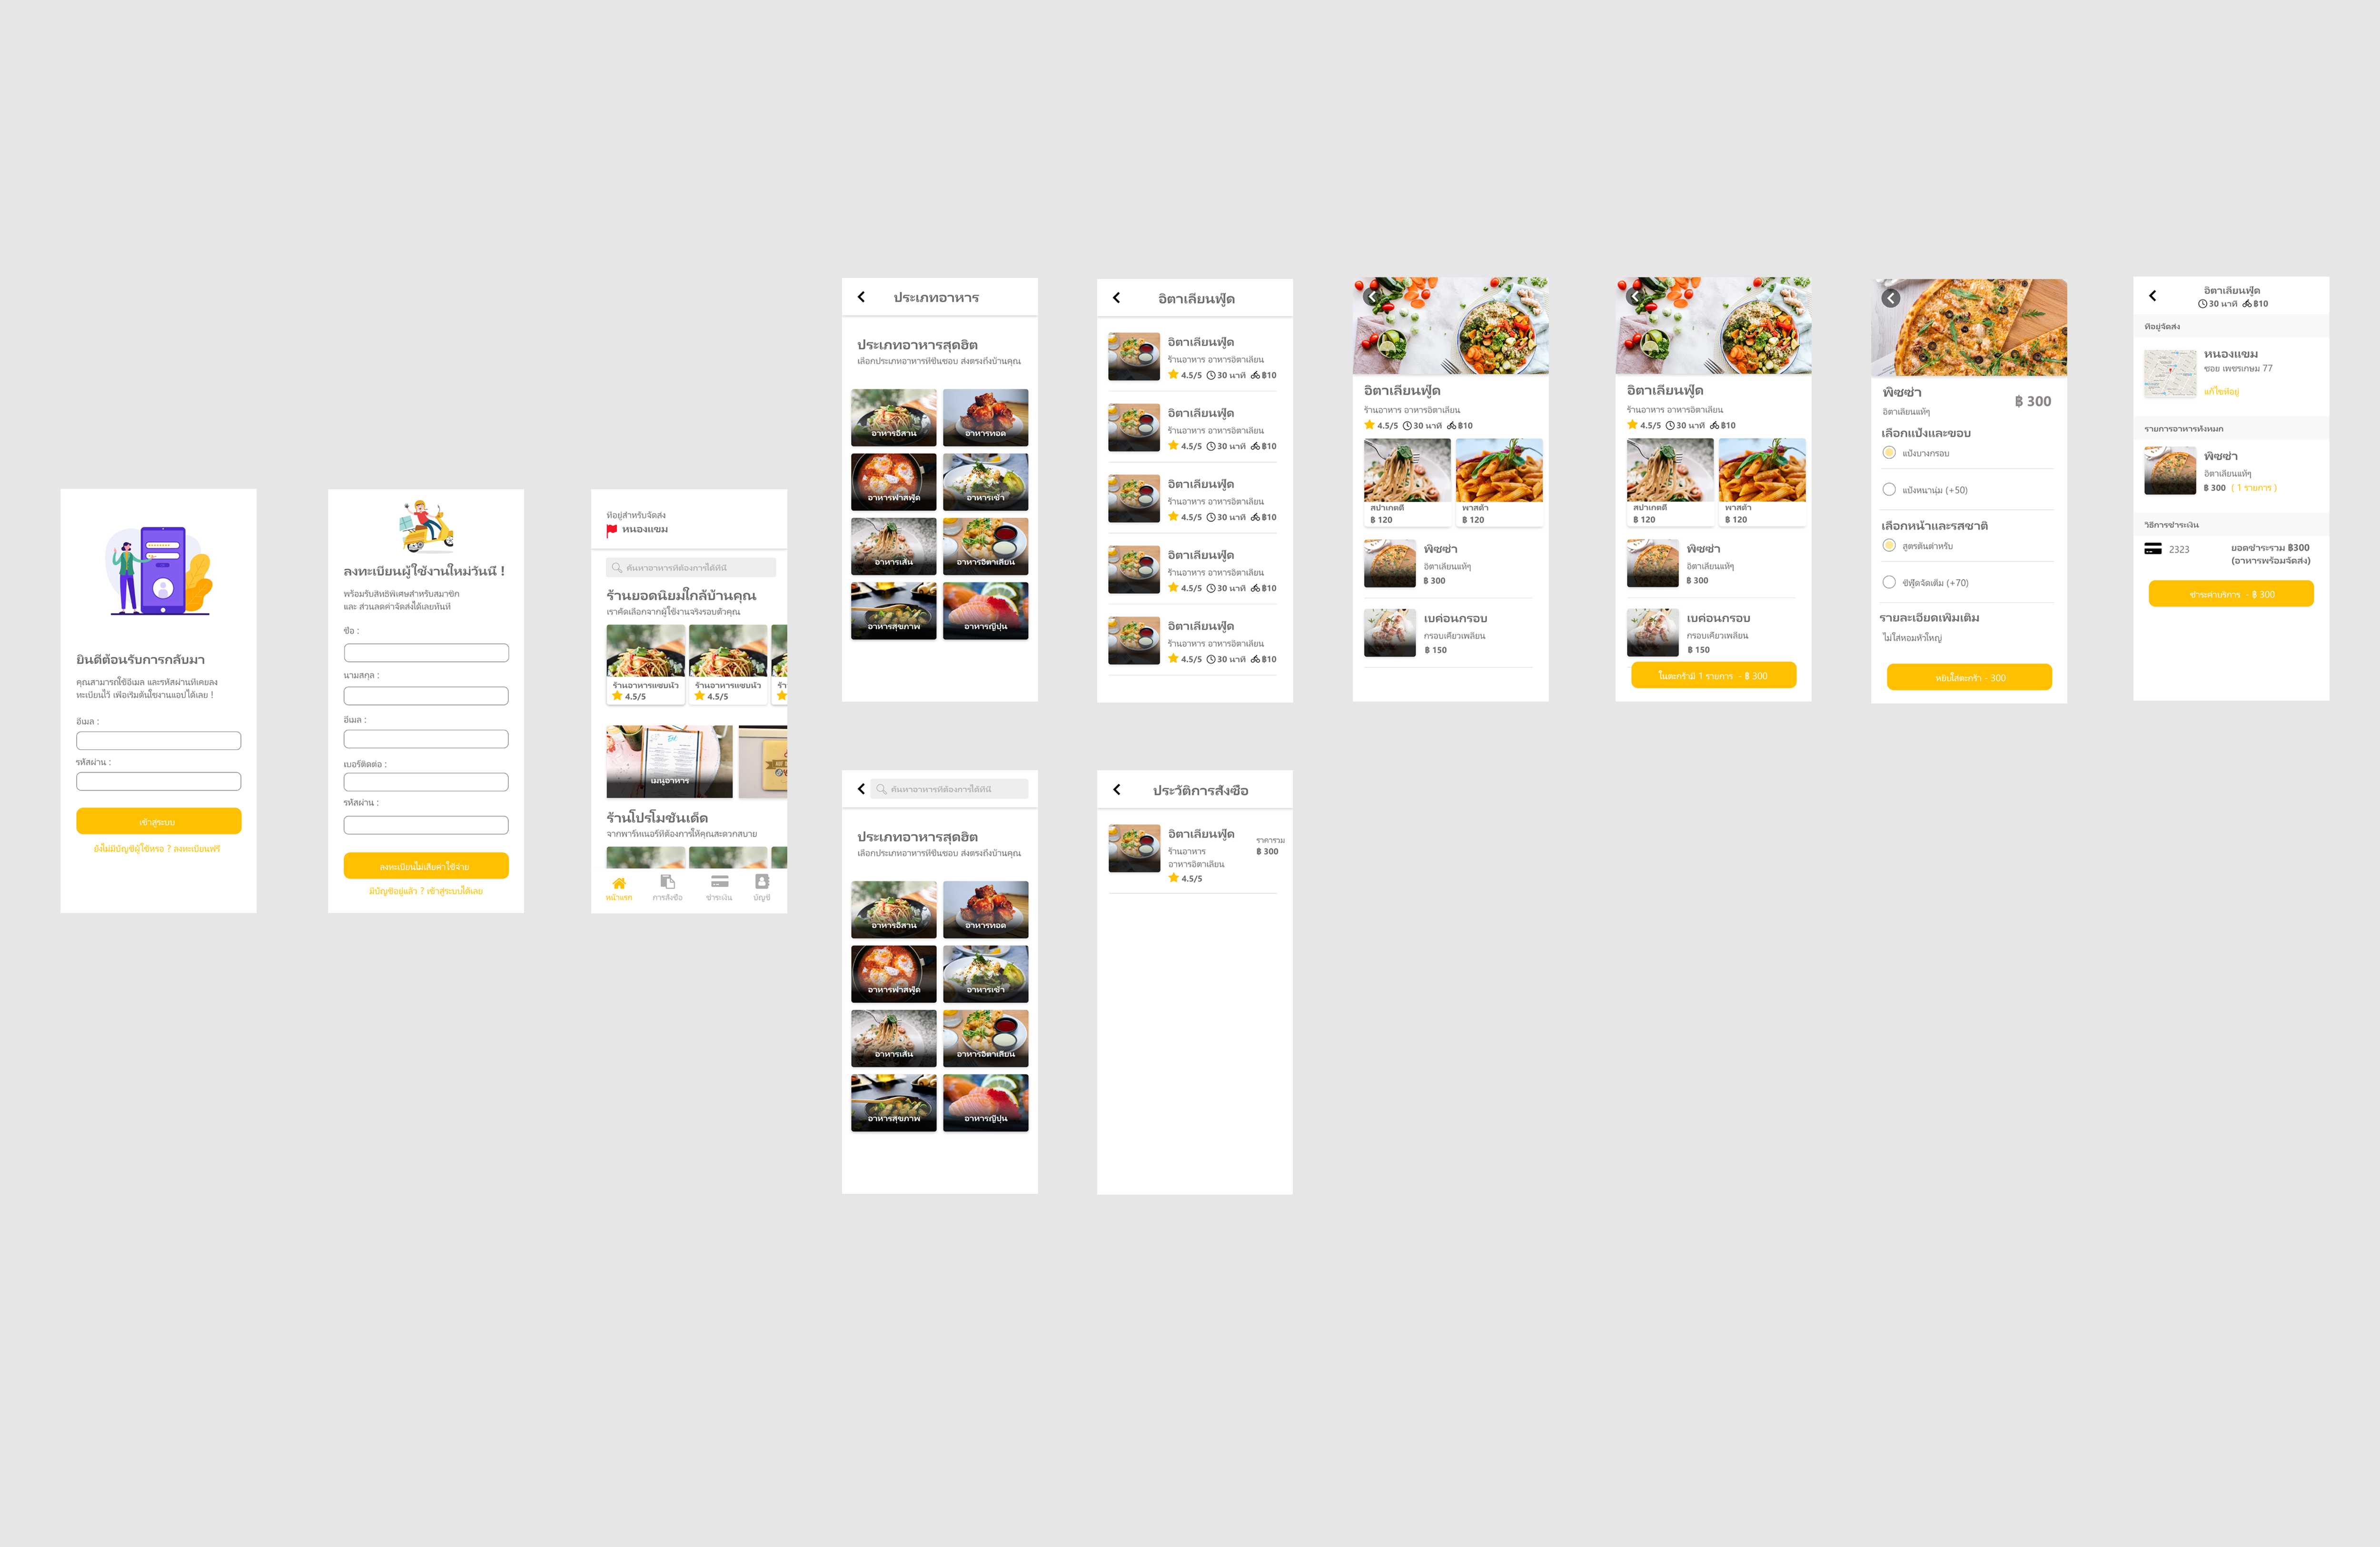 ยินดีต้อนรับการกลับมา
คุณสามารถใช้อีเมล และรหัสผ่านที่เคยลง
ทะเบียนไว้ เพื่อเริ่มต้นใช้งานแอปได้เลย !
อีเมล :
รหัสผ่าน :
เข้าสู่ระบบ
ยังไม่มีบัญชีผู้ใช้หรอ ? ลงทะเบียนฟรี
ลงทะเบียนผู้ใช้งานใหม่วันนี้ !
พร้อมรับสิทธิพิเศษสำหรับสมาชิก
และ ส่วนลดค่าจัดส่งได้เลยทันที
ชื่อ :
นามสกุล :
อีเมล :
เบอร์ติดต่อ :
รหัสผ่าน :
ลงทะเบียนไม่เสียค่าใช้จ่าย
มีบัญชีอยู่แล้ว ? เข้าสู่ระบบได้เลย
ที่อยู่สำหรับจัดส่ง
หนองแขม
ค้นหาอาหารที่ต้องการได้ที่นี่
ร้านยอดนิยมใกล้บ้านคุณ
เราคัดเลือกจากผู้ใช้งานจริงรอบตัวคุณ
ร้านอาหารแซบนัว ร้านอาหารแซบนัว ร้า
4.5/5 4.5/5
เมนูอาหาร
ร้านโปรโมชั่นเด็ด
จากพาร์ทเนอร์ที่ต้องการให้คุณสะดวกสบาย
หน้าแรก การสั่งซื้อ ชำระเงิน บัญชี
ประเภทอาหาร
ประเภทอาหารสุดฮิต
เลือกประเภทอาหารที่ชื่นชอบ ส่งตรงถึงบ้านคุณ
อาหารอีสาน อาหารทอด
อาหารฟาสฟู้ด อาหารเช้า
อาหารเส้น อาหารอิตาเลียน
อาหารสุขภาพ อาหารญี่ปุ่น
อิตาเลียนฟู้ด
อิตาเลียนฟู้ด
ร้านอาหาร อาหารอิตาเลียน
4.5/5 30 นาที ฿10
อิตาเลียนฟู้ด
ร้านอาหาร อาหารอิตาเลียน
4.5/5 30 นาที ฿10
อิตาเลียนฟู้ด
ร้านอาหาร อาหารอิตาเลียน
4.5/5 30 นาที ฿10
อิตาเลียนฟู้ด
ร้านอาหาร อาหารอิตาเลียน
4.5/5 30 นาที ฿10
อิตาเลียนฟู้ด
ร้านอาหาร อาหารอิตาเลียน
4.5/5 30 นาที ฿10
อิตาเลียนฟู้ด
ร้านอาหาร อาหารอิตาเลียน
4.5/5 30 นาที ฿10
สปาเกตตี้ พาสต้า
฿ 120 ฿ 120
พิซซ่า
อิตาเลียนแท้ๆ
฿ 300
เบค่อนกรอบ
กรอบเคี้ยวเพลิน
฿ 150
อิตาเลียนฟู้ด
ร้านอาหาร อาหารอิตาเลียน
4.5/5 30 นาที ฿10
สปาเกตตี้ พาสต้า
฿ 120 ฿ 120
พิซซ่า
อิตาเลียนแท้ๆ
฿ 300
เบค่อนกรอบ
กรอบเคี้ยวเพลิน
฿ 150
ในตะกร้ามี 1 รายการ - ฿ 300
พิซซ่า
฿ 300
อิตาเลียนแท้ๆ
เลือกแป้งและขอบ
แป้งบางกรอบ
แป้งหนานุ่ม (+50)
เลือกหน้าและรสชาติ
สูตรต้นตำหรับ
ซีฟู๊ดจัดเต็ม (+70)
รายละเอียดเพิ่มเติม
ไม่ใส่หอมหัวใหญ่
หยิบใส่ตะกร้า - 300
อิตาเลียนฟู้ด
30 นาที ฿10
ที่อยู่จัดส่ง
หนองแขม
ซอย เพชรเกษม 77
แก้ไขที่อยู่
รายการอาหารทั้งหมด
พิซซ่า
อิตาเลียนแท้ๆ
฿ 300 ( 1 รายการ )
วิธีการชำระเงิน
2323 ยอดชำระรวม ฿300
(อาหารพร้อมจัดส่ง)
ชำระค่าบริการ - ฿ 300
ค้นหาอาหารที่ต้องการได้ที่นี่
ประเภทอาหารสุดฮิต
เลือกประเภทอาหารที่ชื่นชอบ ส่งตรงถึงบ้านคุณ
อาหารอีสาน อาหารทอด
อาหารฟาสฟู้ด อาหารเช้า
อาหารเส้น อาหารอิตาเลียน
อาหารสุขภาพ อาหารญี่ปุ่น
ประวัติการสั่งซื้อ
อิตาเลียนฟู้ด
ราคารวม
ร้านอาหาร ฿ 300
อาหารอิตาเลียน
4.5/5